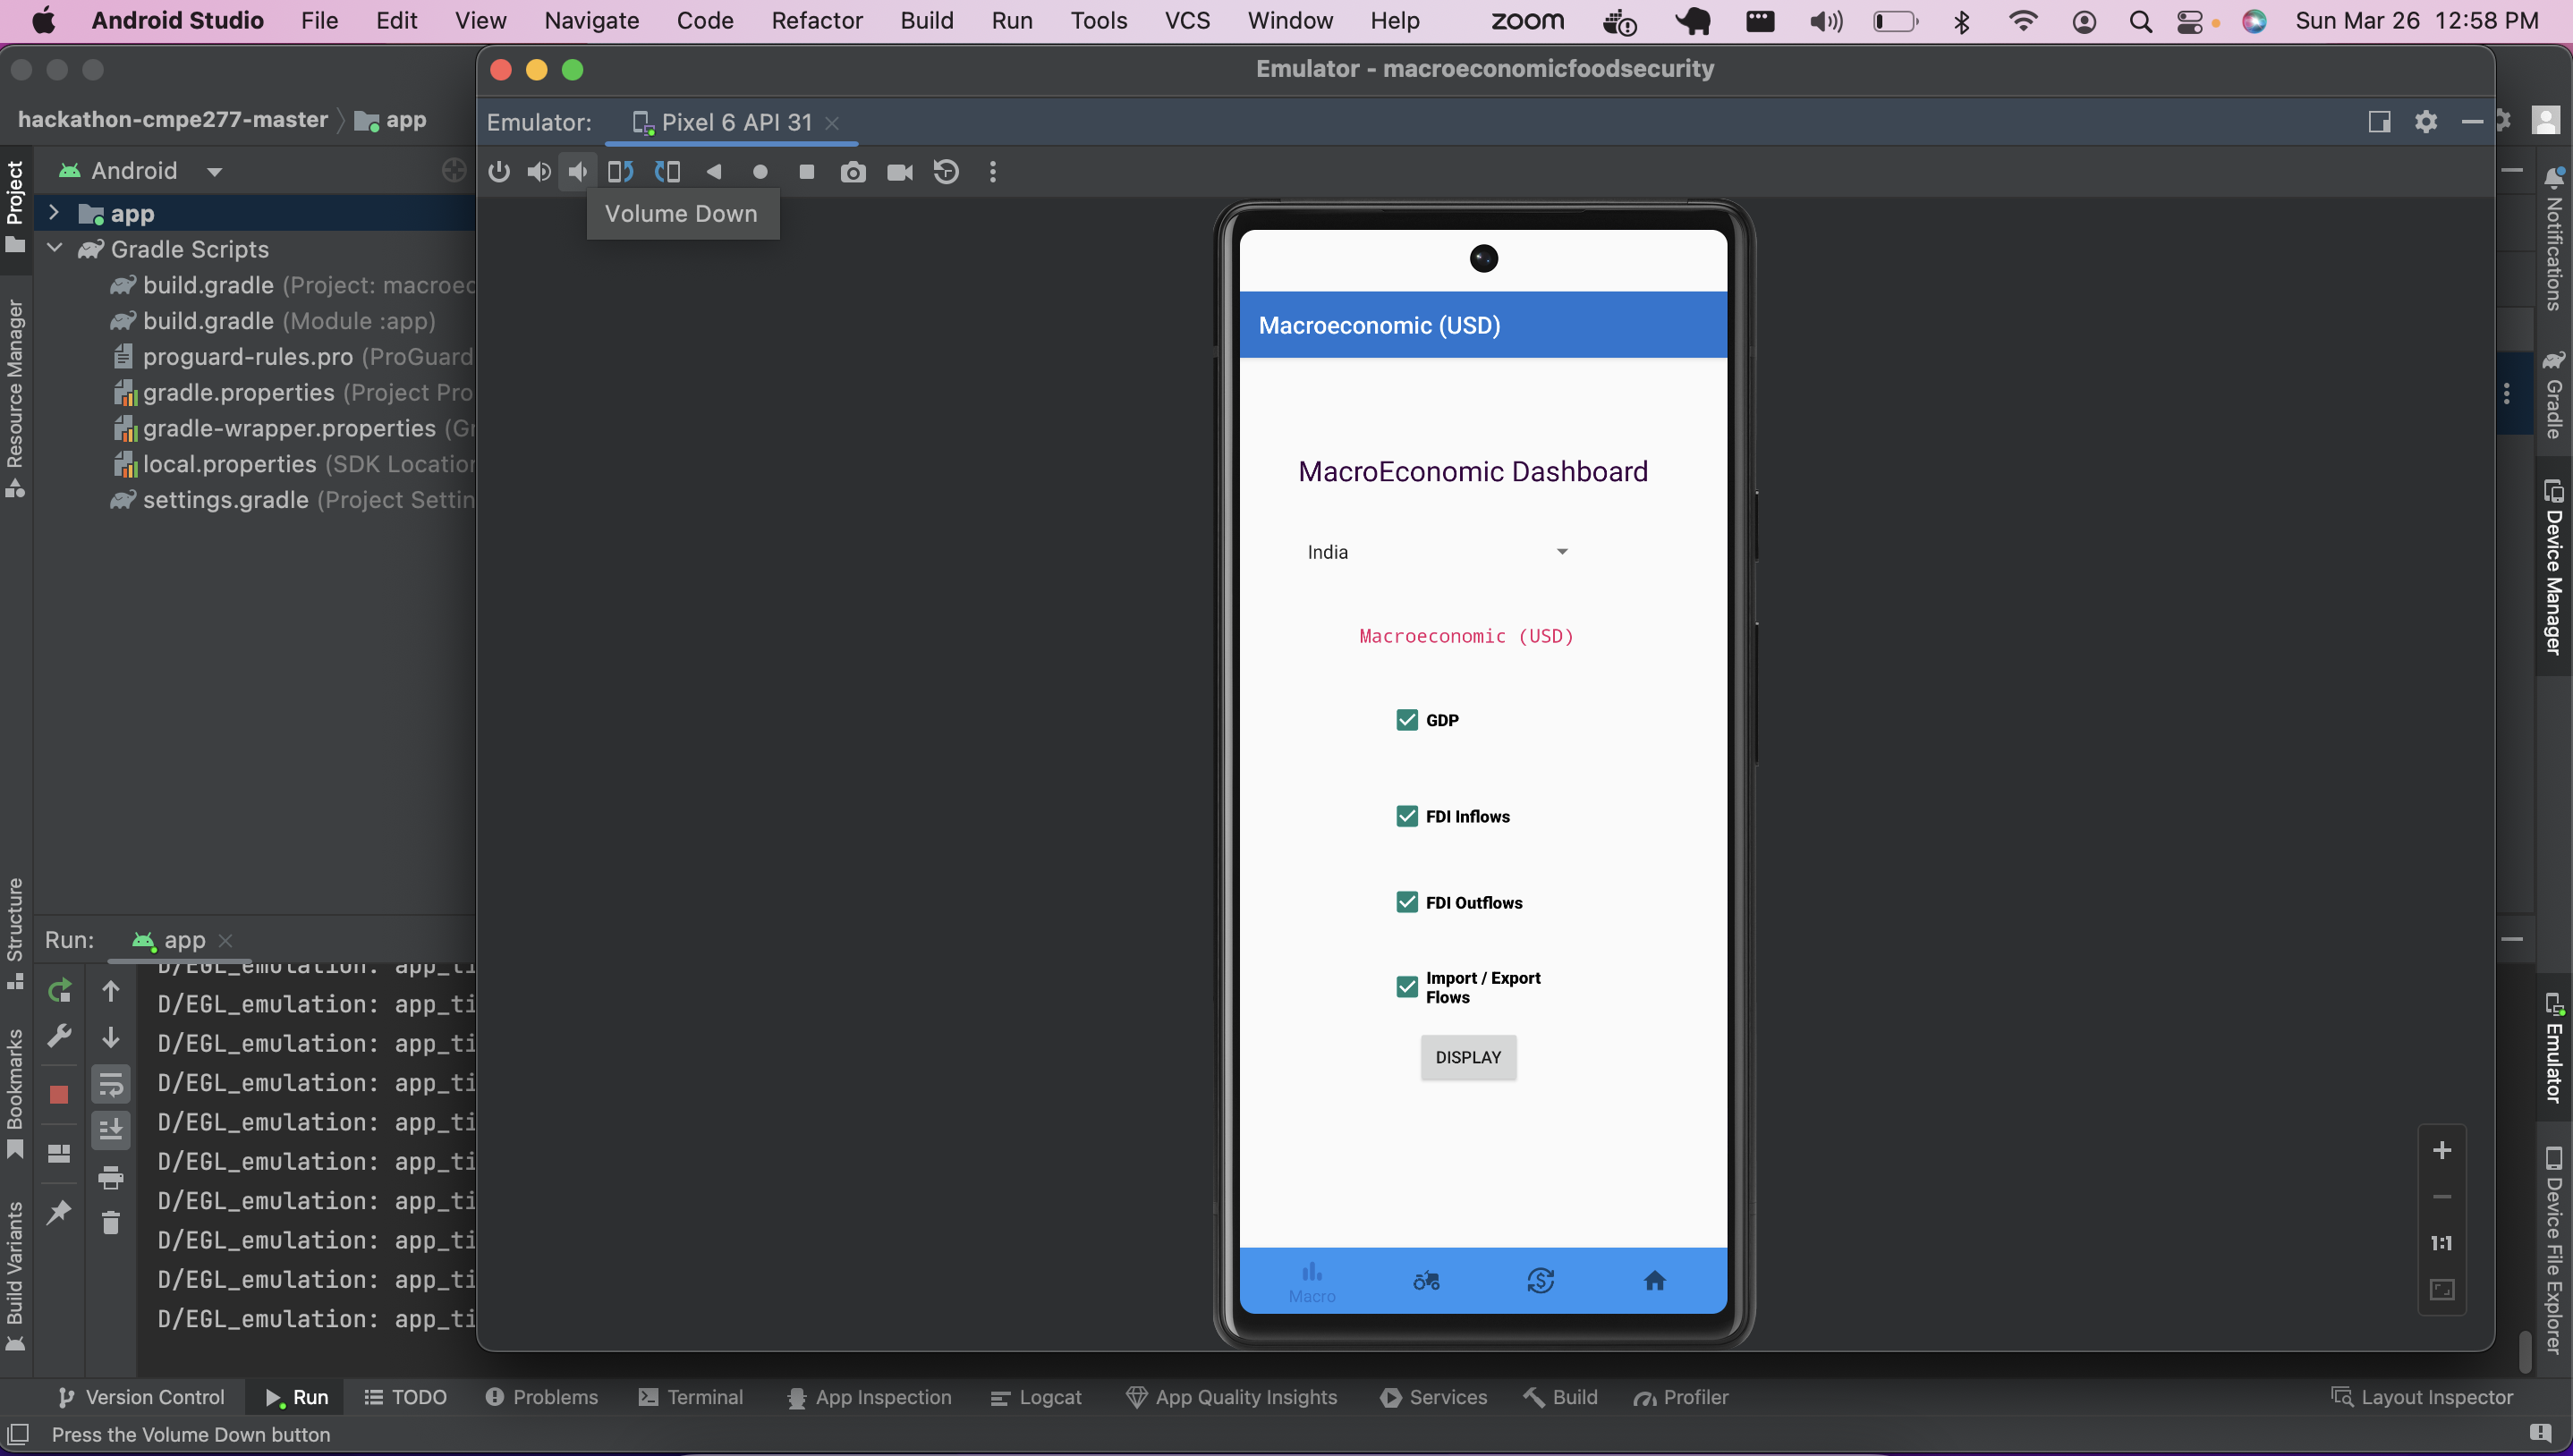 Android Studio File Edit View Navigate Code Refactor Build Run Tools VCS Window Help zoom Sun Mar 26 12:58 PM
Emulator - macroeconomicfoodsecurity
hackathon-cmpe277-master app
Emulator: Pixel 6 API 31
Android
Volume Down
app
Gradle Scripts
build.gradle (Project: macroec
build.gradle (Module :app)
proguard-rules.pro (ProGuard
gradle.properties (Project Pro
gradle-wrapper.properties (Gr
local.properties (SDK Location
settings.gradle (Project Settin
Project
Resource Manager
Structure
Bookmarks
Build Variants
Macroeconomic (USD)
MacroEconomic Dashboard
India
Macroeconomic (USD)
GDP
FDI Inflows
FDI Outflows
Import / Export
Flows
DISPLAY
Macro
1:1
Notifications
Gradle
Device Manager
Emulator
Device File Explorer
Run: app
D/EGL_emulation: app_ti
D/EGL_emulation: app_ti
D/EGL_emulation: app_ti
D/EGL_emulation: app_ti
D/EGL_emulation: app_ti
D/EGL_emulation: app_ti
D/EGL_emulation: app_ti
D/EGL_emulation: app_ti
D/EGL_emulation: app_ti
D/EGL_emulation: app_ti
Version Control Run TODO Problems Terminal App Inspection Logcat App Quality Insights Services Build Profiler Layout Inspector
Press the Volume Down button